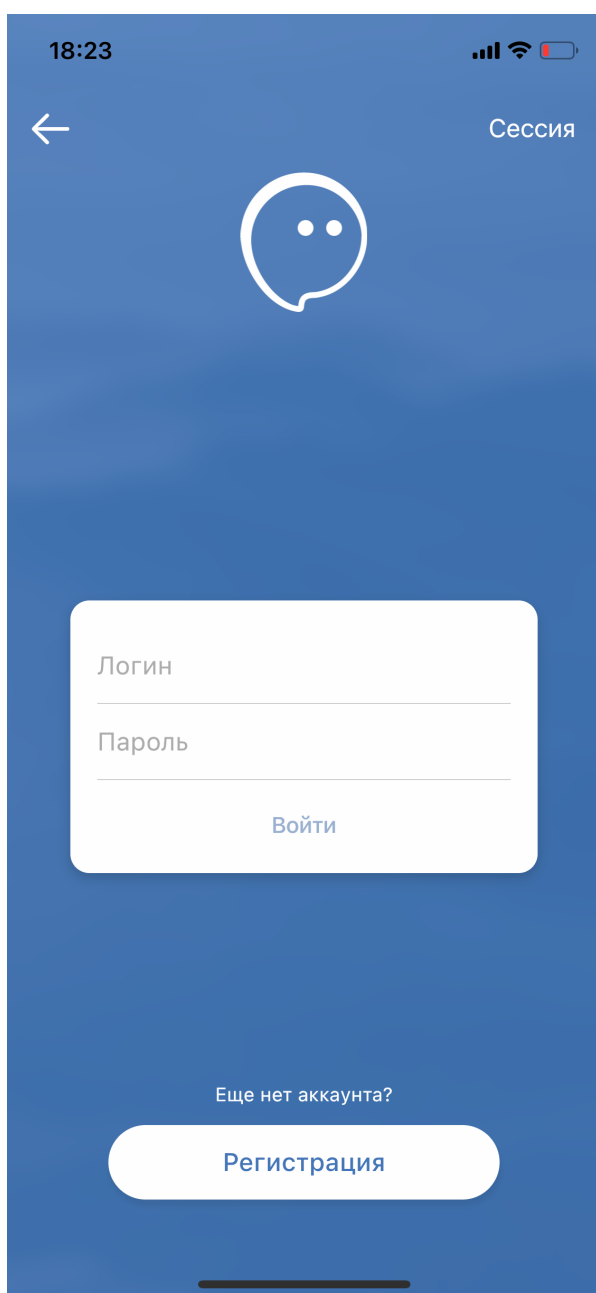 18:23
Сессия
Логин
Пароль
Войти
Еще нет аккаунта?
Регистрация